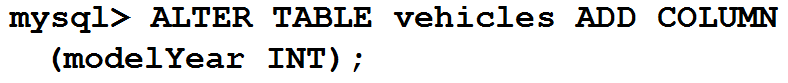 mysql> ALTER TABLE vehicles ADD COLUMN
(modelYear INT);